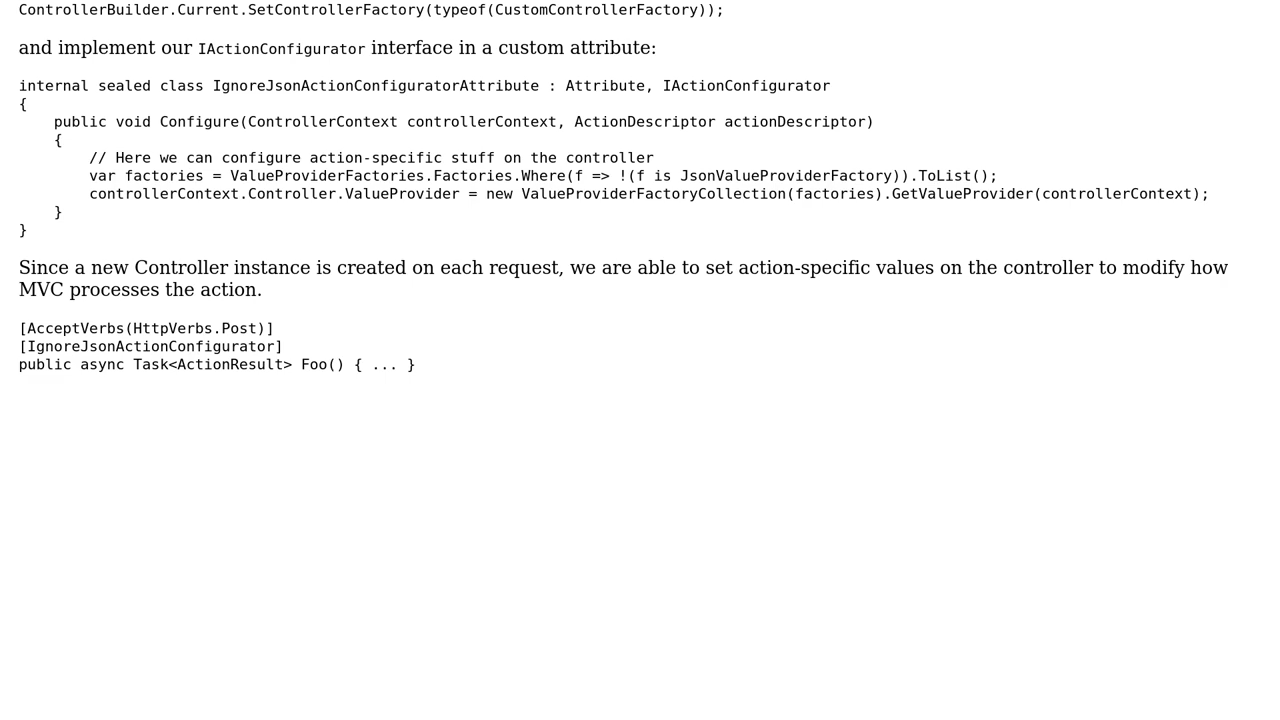 ControllerBuilder.Current.SetControllerFactory(typeof(CustomControllerFactory));
and implement our IActionConfigurator interface in a custom attribute:
internal sealed class IgnoreJsonActionConfiguratorAttribute : Attribute, IActionConfigurator
{
    public void Configure(ControllerContext controllerContext, ActionDescriptor actionDescriptor)
    {
        // Here we can configure action-specific stuff on the controller
        var factories = ValueProviderFactories.Factories.Where(f => !(f is JsonValueProviderFactory)).ToList();
        controllerContext.Controller.ValueProvider = new ValueProviderFactoryCollection(factories).GetValueProvider(controllerContext);
    }
}
Since a new Controller instance is created on each request, we are able to set action-specific values on the controller to modify how
MVC processes the action.
[AcceptVerbs(HttpVerbs.Post)]
[IgnoreJsonActionConfigurator]
public async Task<ActionResult> Foo() { ... }